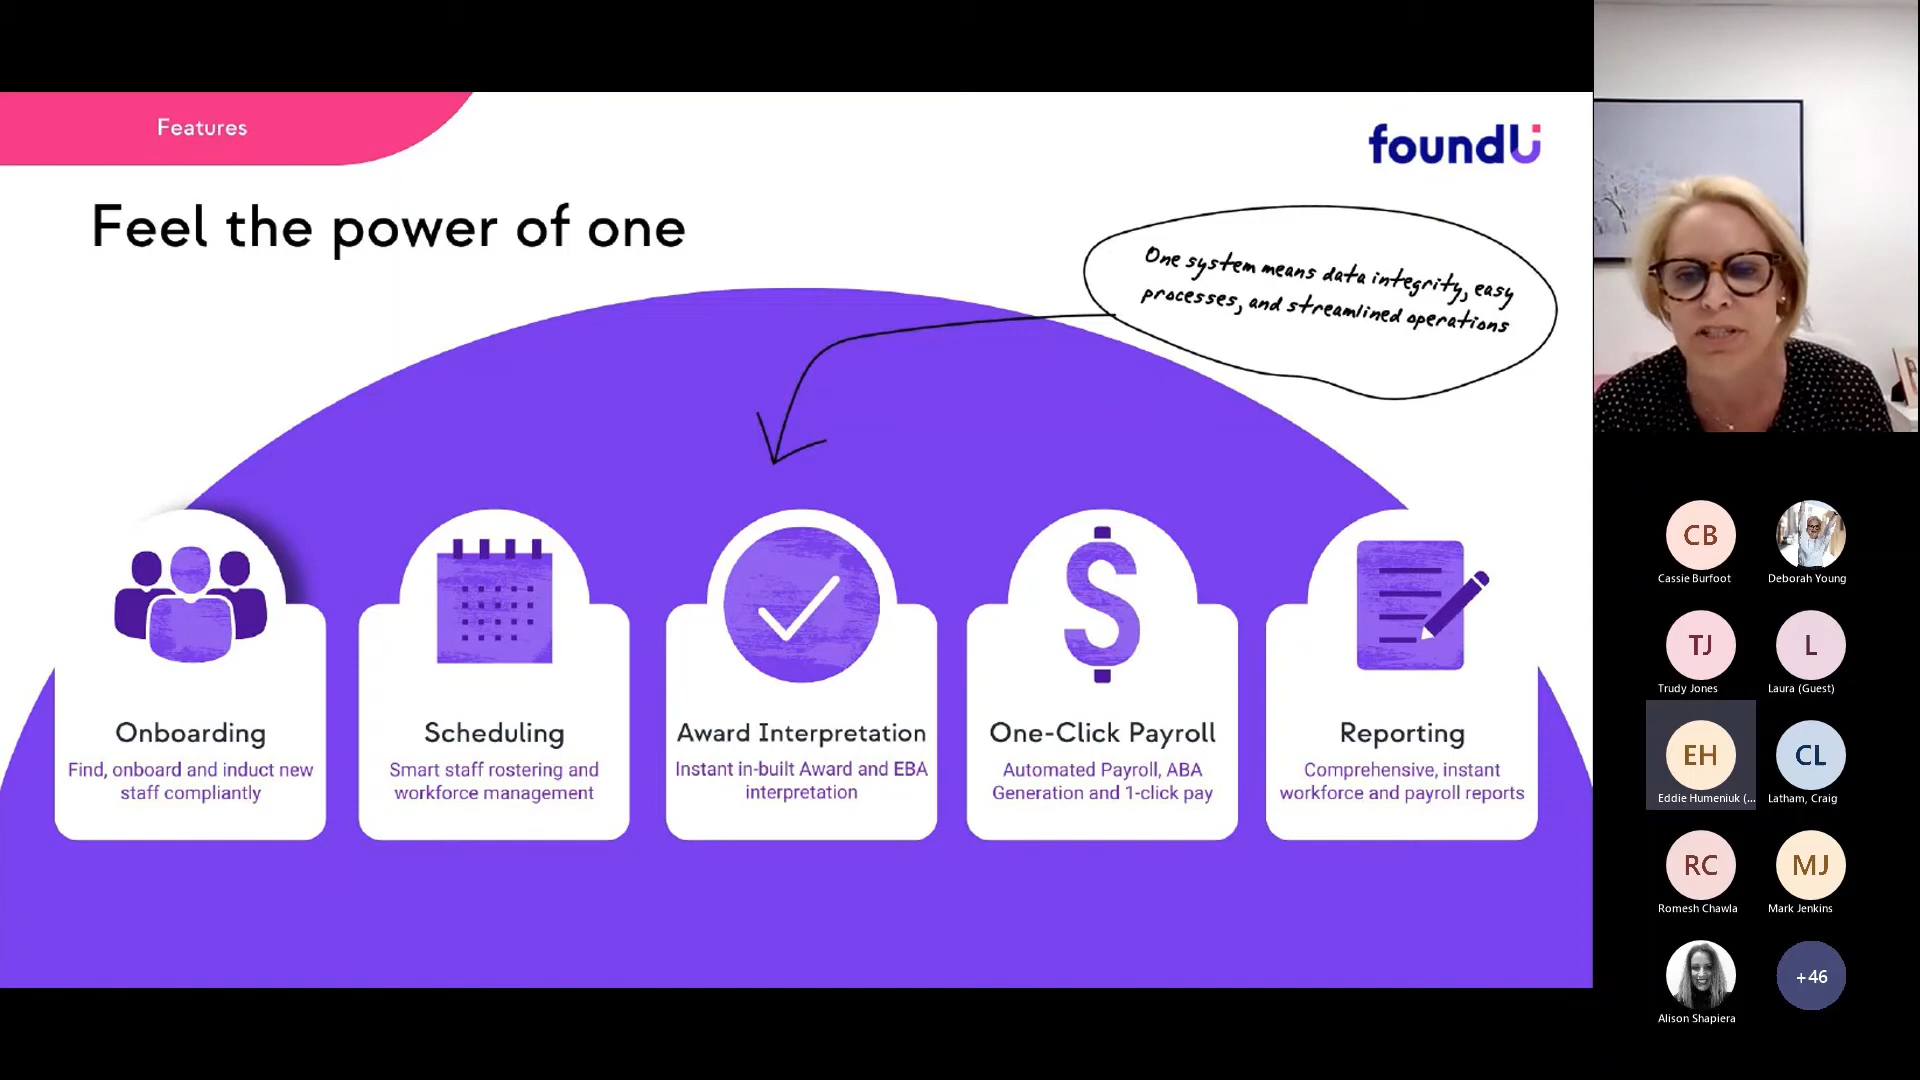 Features
foundU
Feel the power of one
One system means data integrity, easy
processes, and streamlined operations
Onboarding
Find, onboard and induct new
staff compliantly
Scheduling
Smart staff rostering and
workforce management
Award Interpretation
Instant in-built Award and EBA
interpretation
One-Click Payroll
Automated Payroll, ABA
Generation and 1-click pay
Reporting
Comprehensive, instant
workforce and payroll reports
CB
Cassie Burfoot
Deborah Young
TJ
Trudy Jones
L
Laura (Guest)
EH
Eddie Humeniuk (...
CL
Latham, Craig
RC
Romesh Chawla
MJ
Mark Jenkins
Alison Shapiera
+46